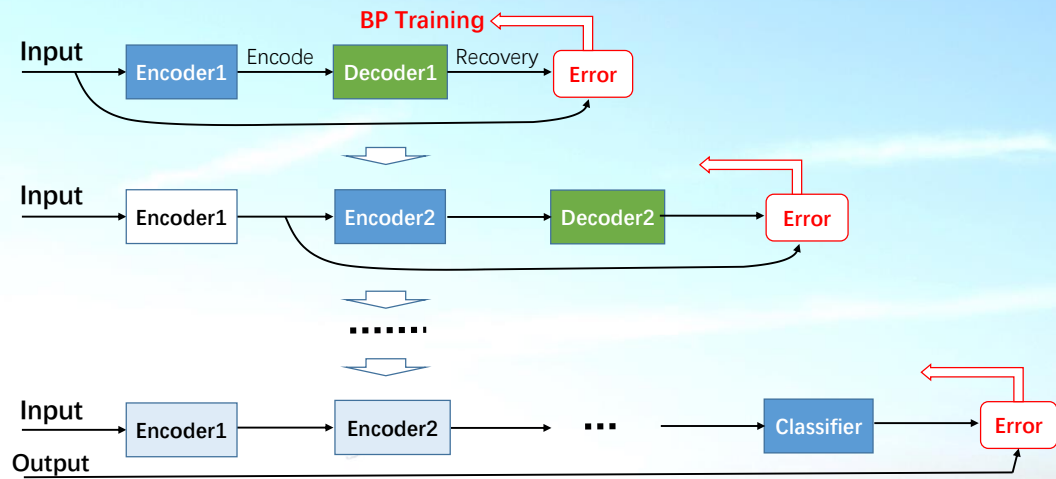 BP Training
Input
Encoder1
Encode
Decoder1
Recovery
Error
Input
Encoder1
Encoder2
Decoder2
Error
Input
Encoder1
Encoder2
...
Classifier
Error
Output